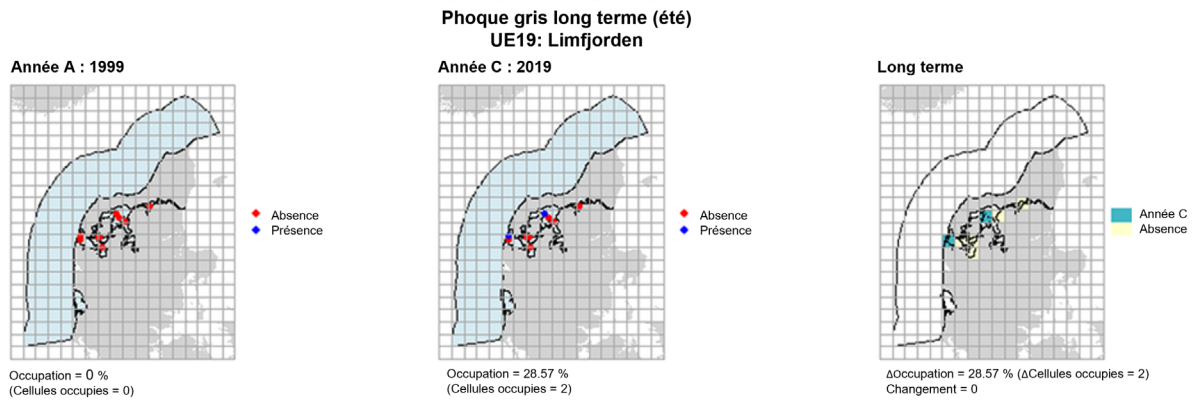 Phoque gris long terme (été)
UE19: Limfjorden
Année A : 1999
Absence
Présence
Occupation = 0 %
(Cellules occupies = 0)
Année C : 2019
Absence
Présence
Occupation = 28.57 %
(Cellules occupies = 2)
Long terme
Année C
Absence
ΔOccupation = 28.57 % (ΔCellules occupies = 2)
Changement = 0